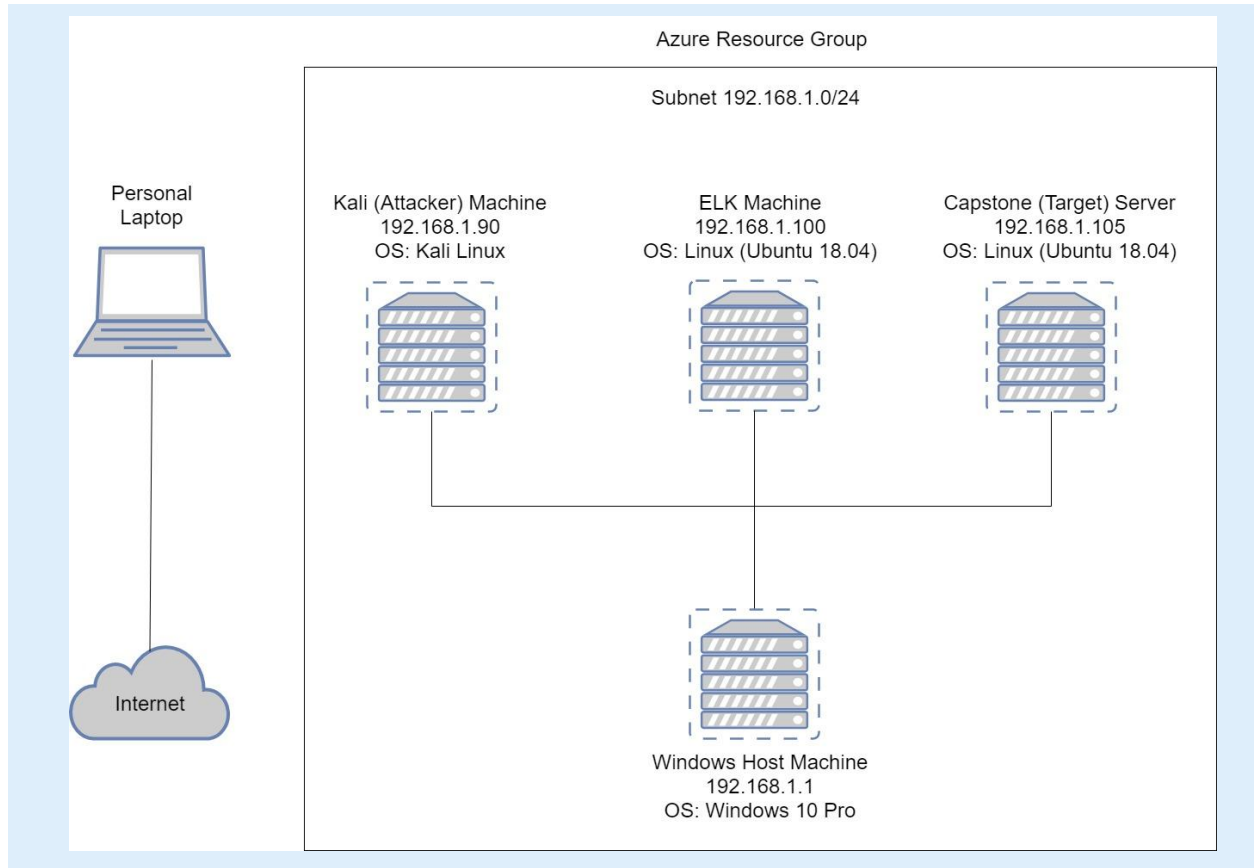 Azure Resource Group
Subnet 192.168.1.0/24
Personal
Laptop
Kali (Attacker) Machine
192.168.1.90
OS: Kali Linux
ELK Machine
192.168.1.100
OS: Linux (Ubuntu 18.04)
Capstone (Target) Server
192.168.1.105
OS: Linux (Ubuntu 18.04)
Internet
Windows Host Machine
192.168.1.1
OS: Windows 10 Pro